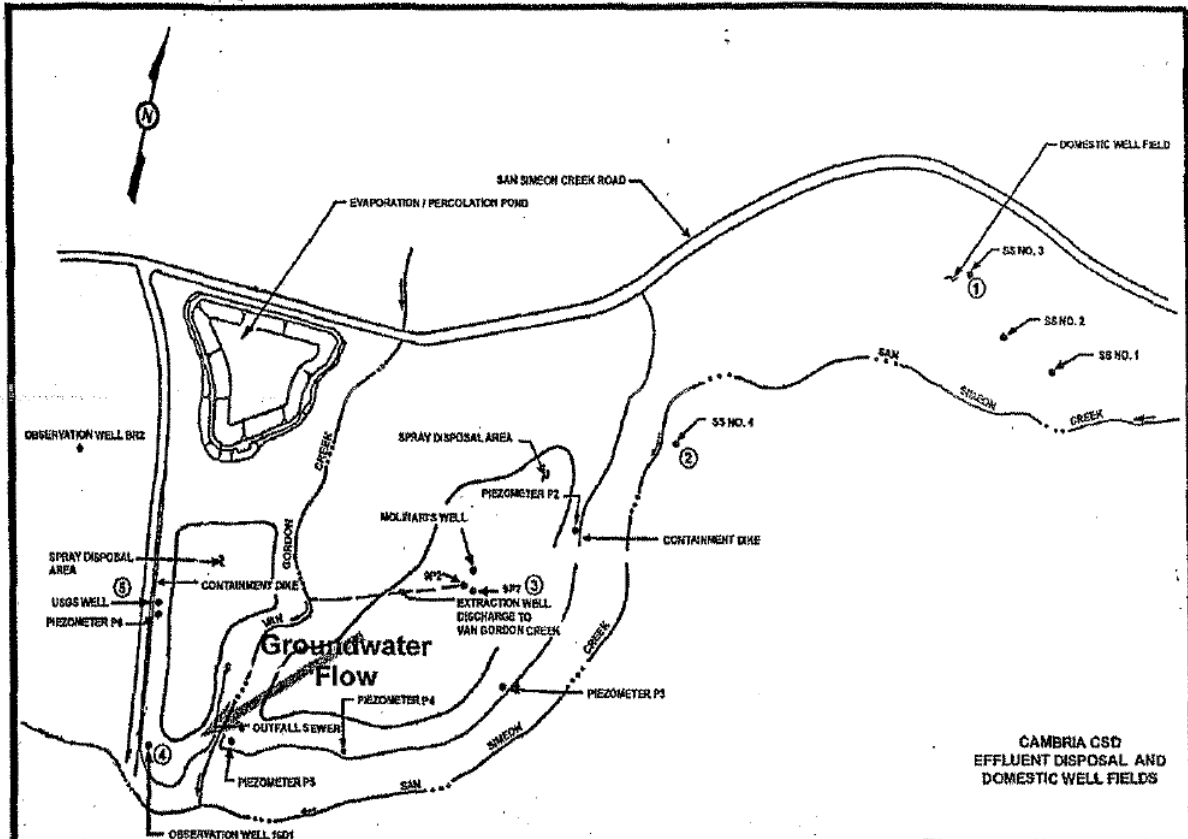 N
DOMESTIC WELL FIELD
SAN SIMEON CREEK ROAD
EVAPORATION / PERCOLATION POND
SS NO. 3
1
SS NO. 2
SS NO. 1
SAN
SIMEON
CREEK
SS NO. 4
2
OBSERVATION WELL BR2
CREEK
SPRAY DISPOSAL AREA
PIEZOMETER P2
MOLINARI'S WELL
CONTAINMENT DIKE
GORDON
SPRAY DISPOSAL
AREA
5
CONTAINMENT DIKE
9P2
9P7
3
USGS WELL
EXTRACTION WELL
DISCHARGE TO
VAN GORDON CREEK
PIEZOMETER P6
VAN
CREEK
Groundwater
Flow
PIEZOMETER P4
PIEZOMETER P3
OUTFALL SEWER
4
SIMEON
PIEZOMETER P5
SAN
CAMBRIA CSD
EFFLUENT DISPOSAL AND
DOMESTIC WELL FIELDS
OBSERVATION WELL 16D1